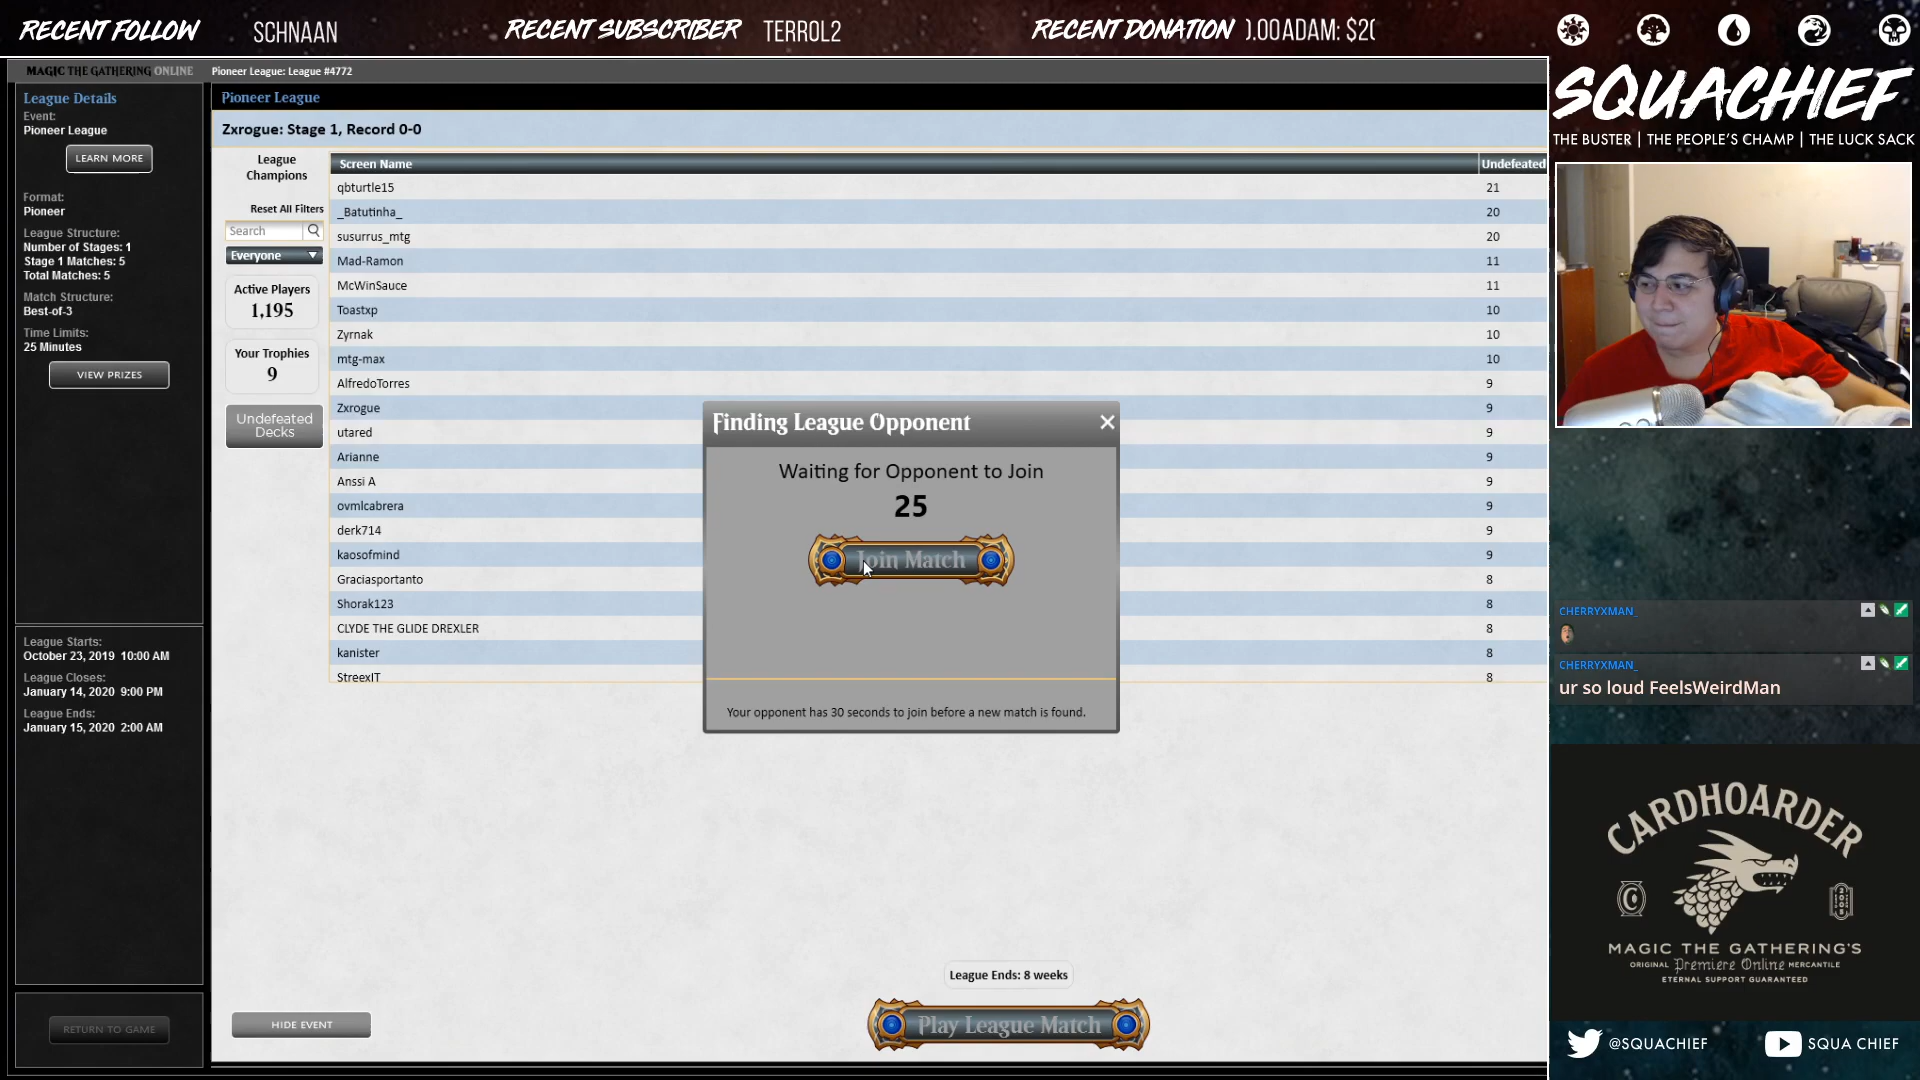 RECENT FOLLOW SCHNAAN RECENT SUBSCRIBER TERROL2 RECENT DONATION ).00ADAM: $20
MAGIC THE GATHERING ONLINE
Pioneer League: League #4772
League Details
Event:
Pioneer League
LEARN MORE
Format:
Pioneer
League Structure:
Number of Stages: 1
Stage 1 Matches: 5
Total Matches: 5
Match Structure:
Best-of-3
Time Limits:
25 Minutes
VIEW PRIZES
League Starts:
October 23, 2019 10:00 AM
League Closes:
January 14, 2020 9:00 PM
League Ends:
January 15, 2020 2:00 AM
RETURN TO GAME
Pioneer League
Zxrogue: Stage 1, Record 0-0
League
Champions
Reset All Filters
Search
Everyone
Active Players
1,195
Your Trophies
9
Undefeated
Decks
Screen Name Undefeated
qbturtle15 21
_Batutinha_ 20
susurrus_mtg 20
Mad-Ramon 11
McWinSauce 11
Toastxp 10
Zyrnak 10
mtg-max 10
AlfredoTorres 9
Zxrogue 9
utared 9
Arianne 9
Anssi A 9
ovmlcabrera 9
derk714 9
kaosofmind 9
Graciasportanto 8
Shorak123 8
CLYDE THE GLIDE DREXLER 8
kanister 8
StreexIT 8
Finding League Opponent
Waiting for Opponent to Join
25
Join Match
Your opponent has 30 seconds to join before a new match is found.
League Ends: 8 weeks
HIDE EVENT
Play League Match
SQUACHIEF
THE BUSTER | THE PEOPLE'S CHAMP | THE LUCK SACK
CHERRYXMAN_
CHERRYXMAN_
ur so loud FeelsWeirdMan
CARDHOARDER
MAGIC THE GATHERING'S
ORIGINAL Premiere Online MERCANTILE
ETERNAL SUPPORT GUARANTEED
@SQUACHIEF
SQUA CHIEF